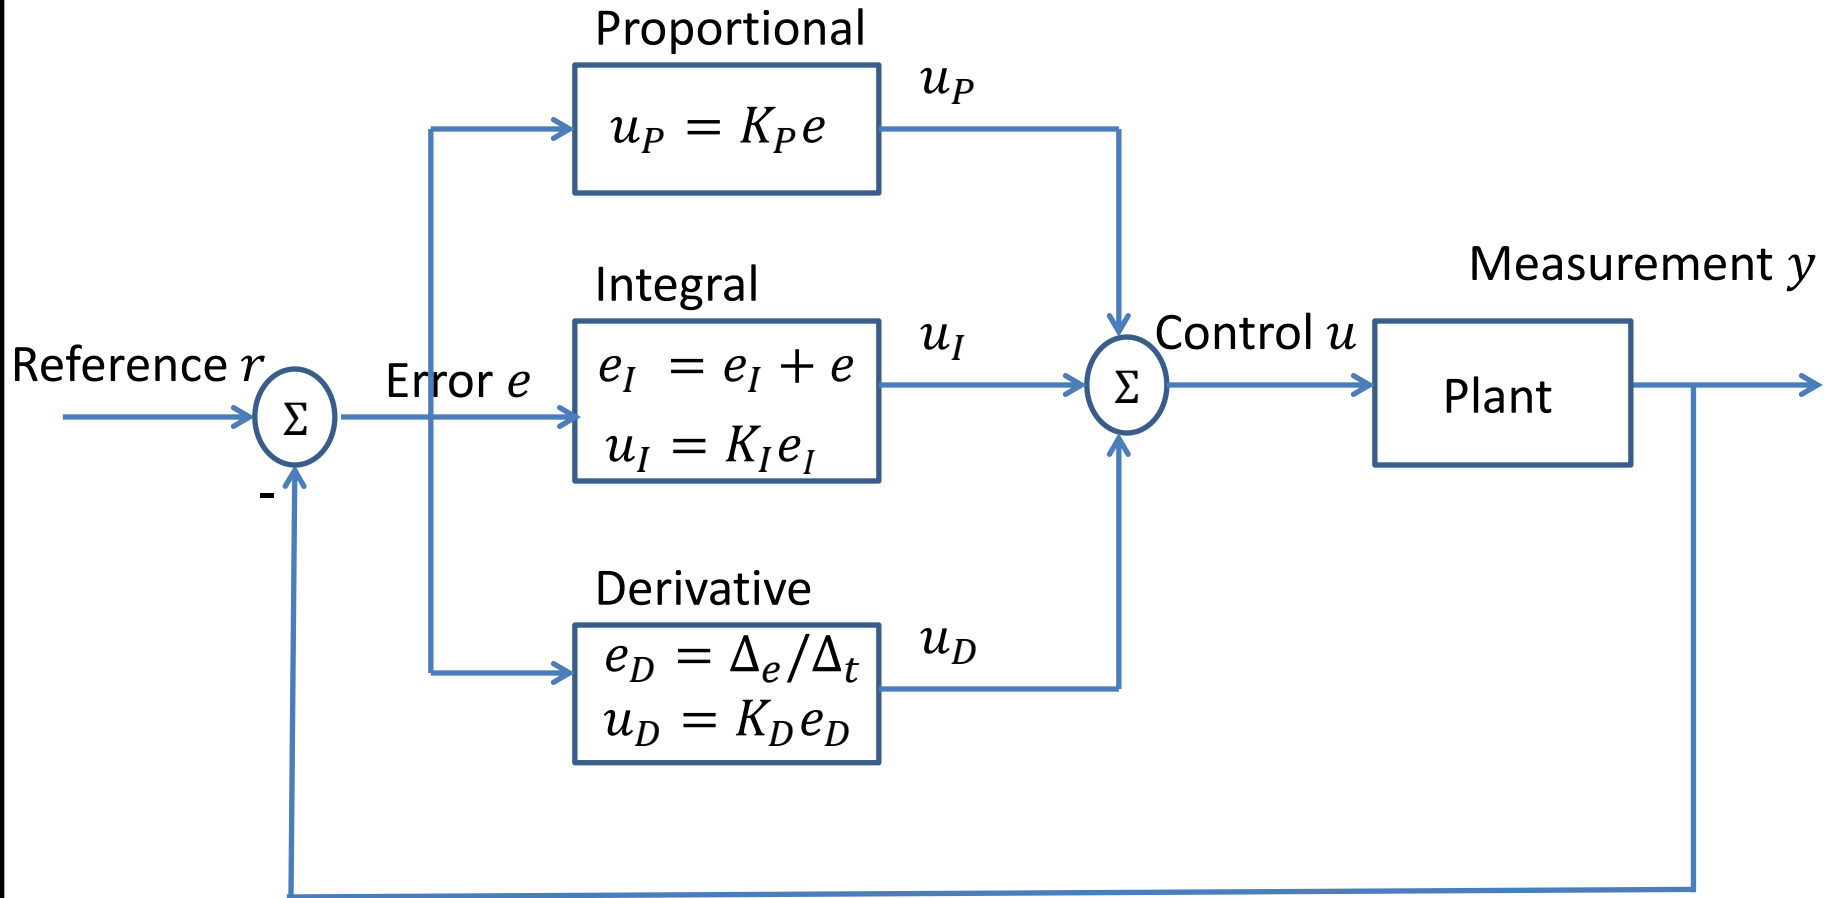 Proportional
u_P
u_P = K_P e
Integral
Measurement y
Reference r
Error e
e_I = e_I + e
u_I = K_I e_I
u_I
Control u
Σ
Σ
Plant
-
Derivative
e_D = Δ_e/Δ_t
u_D = K_D e_D
u_D